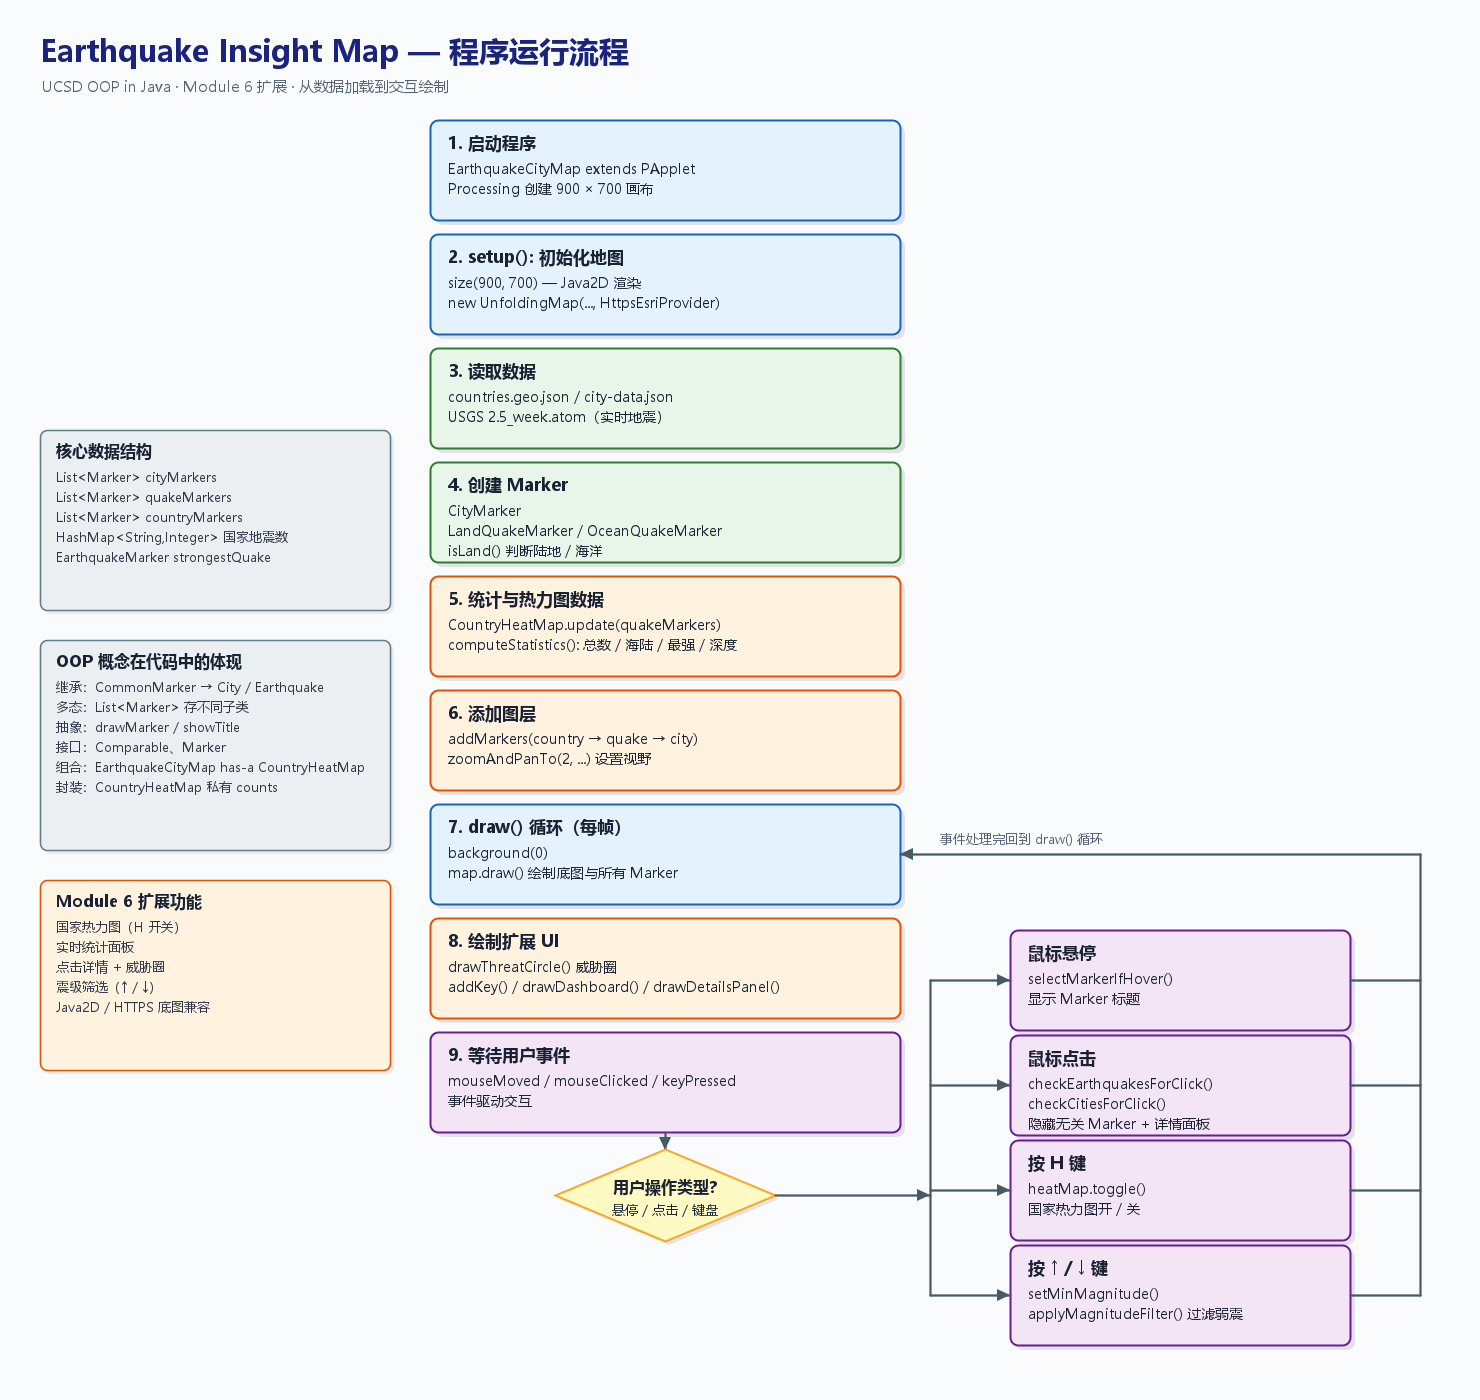 Earthquake Insight Map — 程序运行流程
UCSD OOP in Java · Module 6 扩展 · 从数据加载到交互绘制
1. 启动程序
EarthquakeCityMap extends PApplet
Processing 创建 900 × 700 画布
2. setup(): 初始化地图
size(900, 700) — Java2D 渲染
new UnfoldingMap(..., HttpsEsriProvider)
3. 读取数据
countries.geo.json / city-data.json
USGS 2.5_week.atom（实时地震）
4. 创建 Marker
CityMarker
LandQuakeMarker / OceanQuakeMarker
isLand() 判断陆地 / 海洋
5. 统计与热力图数据
CountryHeatMap.update(quakeMarkers)
computeStatistics(): 总数 / 海陆 / 最强 / 深度
6. 添加图层
addMarkers(country → quake → city)
zoomAndPanTo(2, ...) 设置视野
7. draw() 循环（每帧）
background(0)
map.draw() 绘制底图与所有 Marker
8. 绘制扩展 UI
drawThreatCircle() 威胁圈
addKey() / drawDashboard() / drawDetailsPanel()
9. 等待用户事件
mouseMoved / mouseClicked / keyPressed
事件驱动交互
用户操作类型?
悬停 / 点击 / 键盘
核心数据结构
List<Marker> cityMarkers
List<Marker> quakeMarkers
List<Marker> countryMarkers
HashMap<String,Integer> 国家地震数
EarthquakeMarker strongestQuake
OOP 概念在代码中的体现
继承：CommonMarker → City / Earthquake
多态：List<Marker> 存不同子类
抽象：drawMarker / showTitle
接口：Comparable、Marker
组合：EarthquakeCityMap has-a CountryHeatMap
封装：CountryHeatMap 私有 counts
Module 6 扩展功能
国家热力图（H 开关）
实时统计面板
点击详情 + 威胁圈
震级筛选（↑ / ↓）
Java2D / HTTPS 底图兼容
事件处理完回到 draw() 循环
鼠标悬停
selectMarkerIfHover()
显示 Marker 标题
鼠标点击
checkEarthquakesForClick()
checkCitiesForClick()
隐藏无关 Marker + 详情面板
按 H 键
heatMap.toggle()
国家热力图开 / 关
按 ↑ / ↓ 键
setMinMagnitude()
applyMagnitudeFilter() 过滤弱震